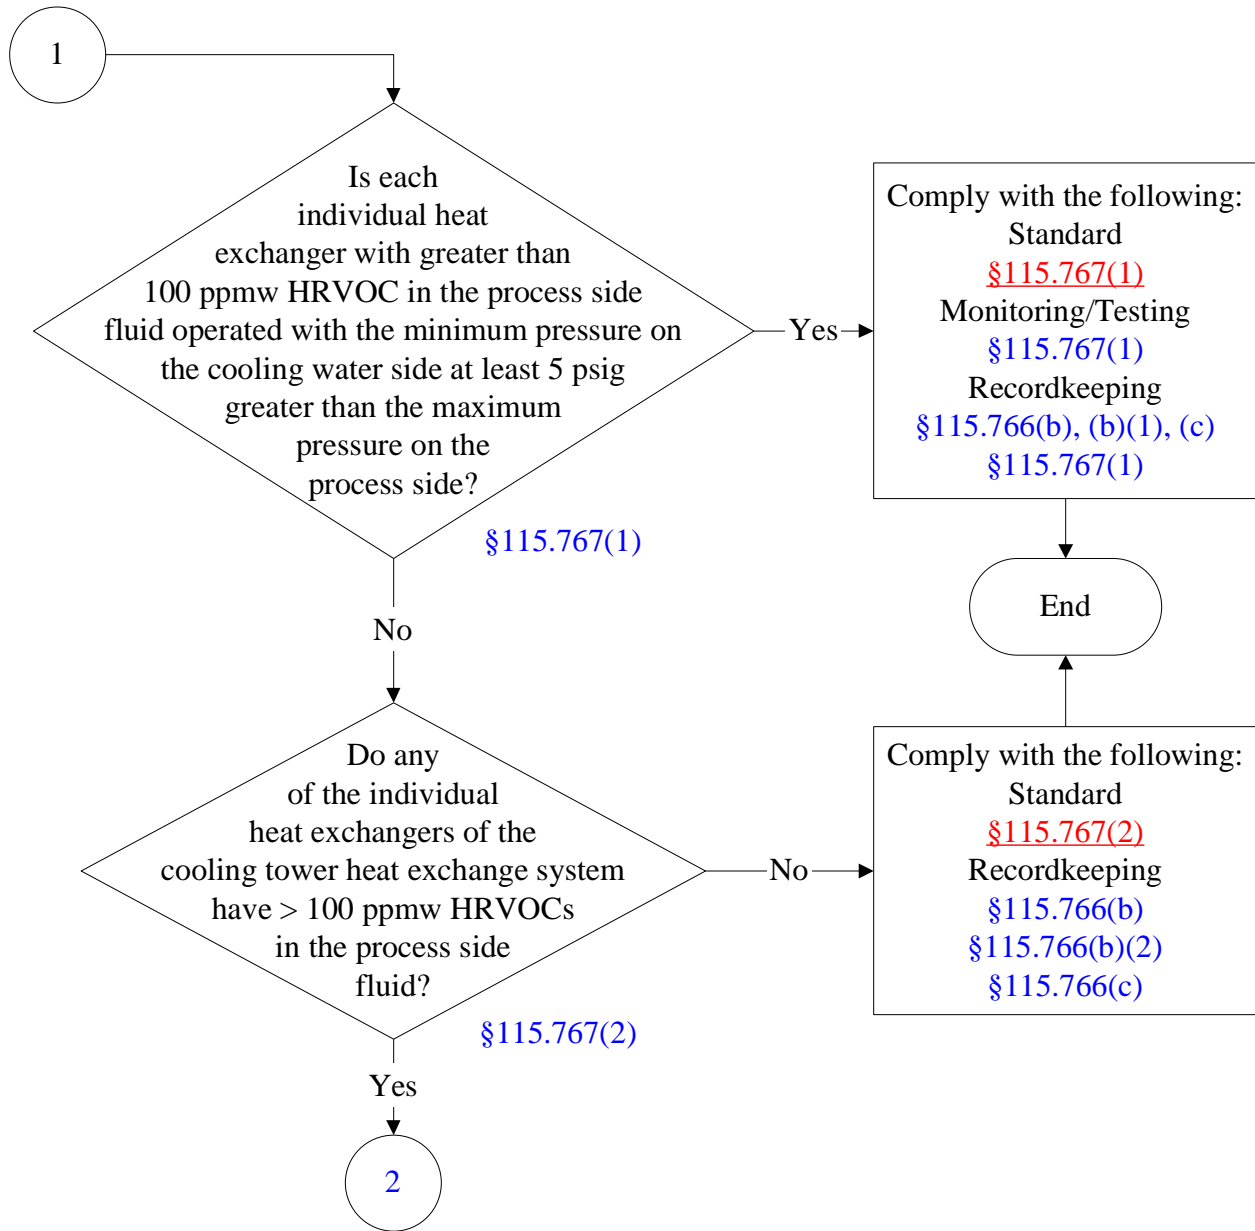 1
Is each
individual heat
exchanger with greater than
100 ppmw HRVOC in the process side
fluid operated with the minimum pressure on
the cooling water side at least 5 psig
greater than the maximum
pressure on the
process side?
§115.767(1)
Yes
Comply with the following:
Standard
§115.767(1)
Monitoring/Testing
§115.767(1)
Recordkeeping
§115.766(b), (b)(1), (c)
§115.767(1)
End
No
Do any
of the individual
heat exchangers of the
cooling tower heat exchange system
have > 100 ppmw HRVOCs
in the process side
fluid?
§115.767(2)
No
Comply with the following:
Standard
§115.767(2)
Recordkeeping
§115.766(b)
§115.766(b)(2)
§115.766(c)
Yes
2